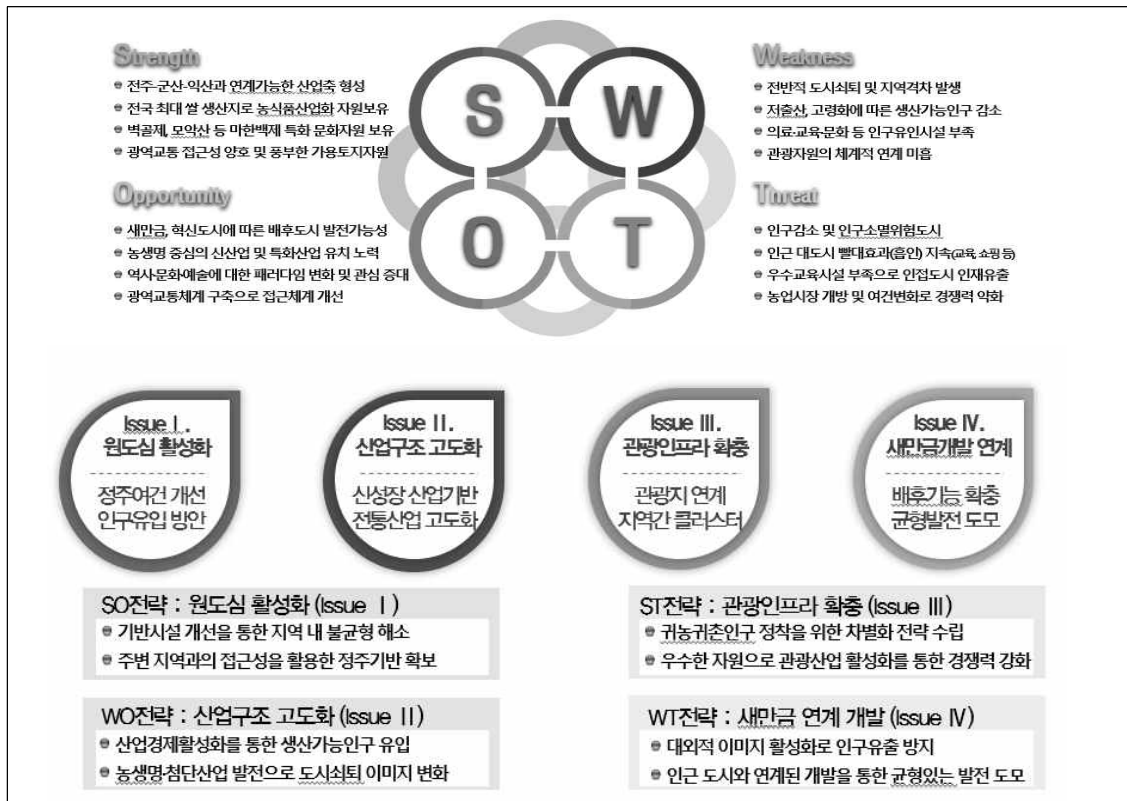 Strength
전주·군산·익산과 연계가능한 산업축 형성
전국 최대 쌀 생산지로 농식품산업화 자원보유
벽골제, 모악산 등 마한백제 특화 문화자원 보유
광역교통 접근성 양호 및 풍부한 가용토지자원
S
W
Weakness
전반적 도시쇠퇴 및 지역격차 발생
저출산, 고령화에 따른 생산가능인구 감소
의료·교육·문화 등 인구유인시설 부족
관광자원의 체계적 연계 미흡
Opportunity
새만금, 혁신도시에 따른 배후도시 발전가능성
농생명 중심의 신산업 및 특화산업 유치 노력
역사·문화·예술에 대한 패러다임 변화 및 관심 증대
광역교통체계 구축으로 접근체계 개선
O
T
Threat
인구감소 및 인구소멸위험도시
인근 대도시 빨대효과(흡인) 지속(교육, 쇼핑 등)
우수교육시설 부족으로 인접도시 인재유출
농업시장 개방 및 여건변화로 경쟁력 약화
Issue I.
원도심 활성화
정주여건 개선
인구유입 방안
Issue II.
산업구조 고도화
신성장 산업기반
전통산업 고도화
Issue III.
관광인프라 확충
관광지 연계
지역간 클러스터
Issue IV.
새만금개발 연계
배후기능 확충
균형발전 도모
SO전략 : 원도심 활성화 (Issue I)
기반시설 개선을 통한 지역 내 불균형 해소
주변 지역과의 접근성을 활용한 정주기반 확보
ST전략 : 관광인프라 확충 (Issue III)
귀농귀촌인구 정착을 위한 차별화 전략 수립
우수한 자원으로 관광산업 활성화를 통한 경쟁력 강화
WO전략 : 산업구조 고도화 (Issue II)
산업경제활성화를 통한 생산가능인구 유입
농생명·첨단산업 발전으로 도시쇠퇴 이미지 변화
WT전략 : 새만금 연계 개발 (Issue IV)
대외적 이미지 활성화로 인구유출 방지
인근 도시와 연계된 개발을 통한 균형있는 발전 도모